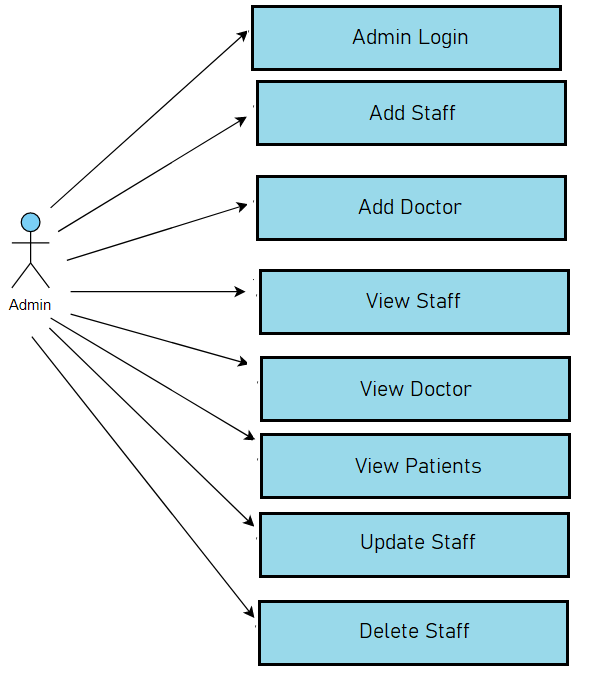 Admin Login
Add Staff
Add Doctor
Admin
View Staff
View Doctor
View Patients
Update Staff
Delete Staff